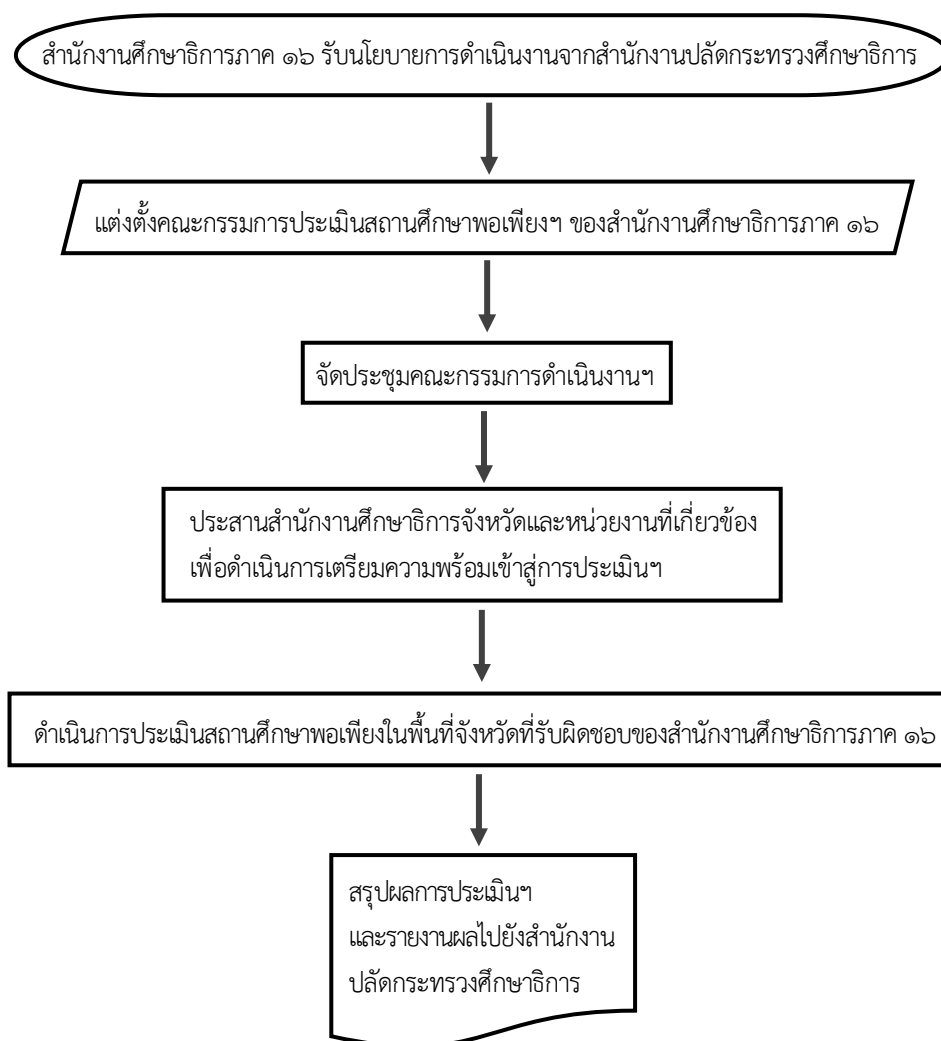 สำนักงานศึกษาธิการภาค ๑๖ รับนโยบายการดำเนินงานจากสำนักงานปลัดกระทรวงศึกษาธิการ
แต่งตั้งคณะกรรมการประเมินสถานศึกษาพอเพียงฯ ของสำนักงานศึกษาธิการภาค ๑๖
จัดประชุมคณะกรรมการดำเนินงานฯ
ประสานสำนักงานศึกษาธิการจังหวัดและหน่วยงานที่เกี่ยวข้อง
เพื่อดำเนินการเตรียมความพร้อมเข้าสู่การประเมินฯ
ดำเนินการประเมินสถานศึกษาพอเพียงในพื้นที่จังหวัดที่รับผิดชอบของสำนักงานศึกษาธิการภาค ๑๖
สรุปผลการประเมินฯ
และรายงานผลไปยังสำนักงาน
ปลัดกระทรวงศึกษาธิการ